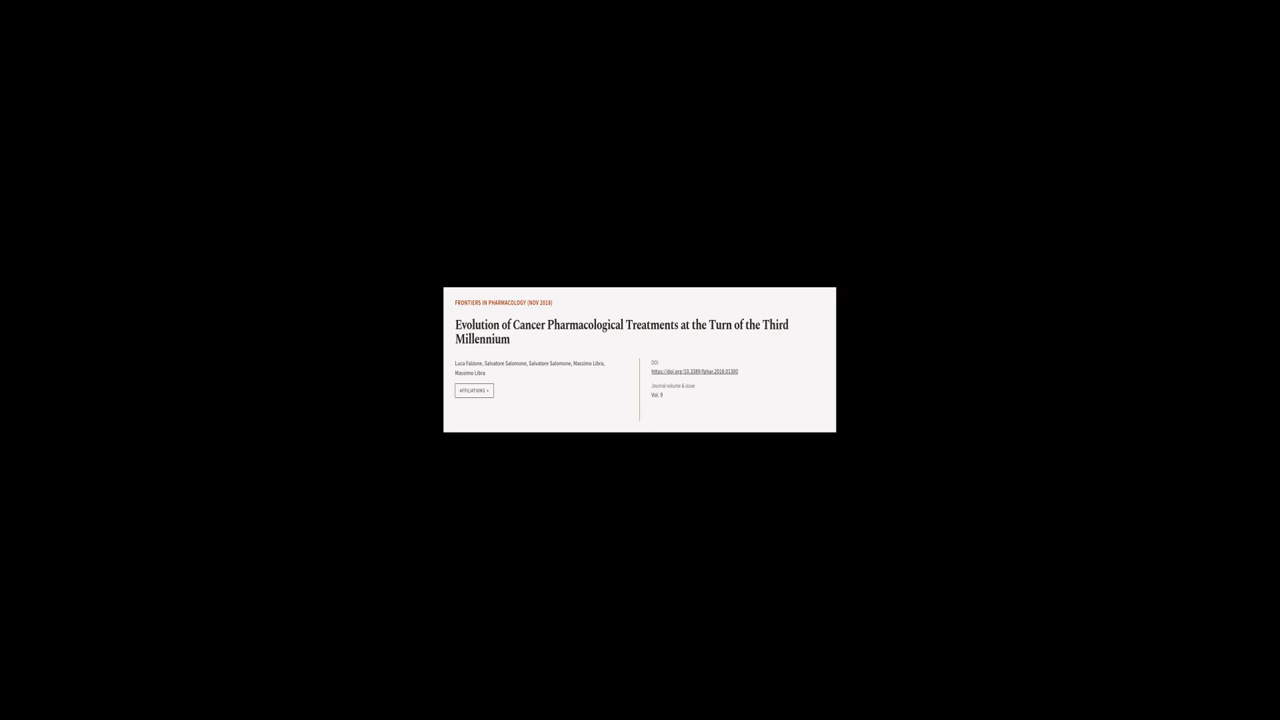 FRONTIERS IN PHARMACOLOGY (NOV 2018)
Evolution of Cancer Pharmacological Treatments at the Turn of the Third
Millennium
Luca Falzone, Salvatore Salomone, Salvatore Salomone, Massimo Libra,
Massimo Libra
AFFILIATIONS +
DOI
https://doi.org/10.3389/fphar.2018.01300
Journal volume & issue
Vol. 9